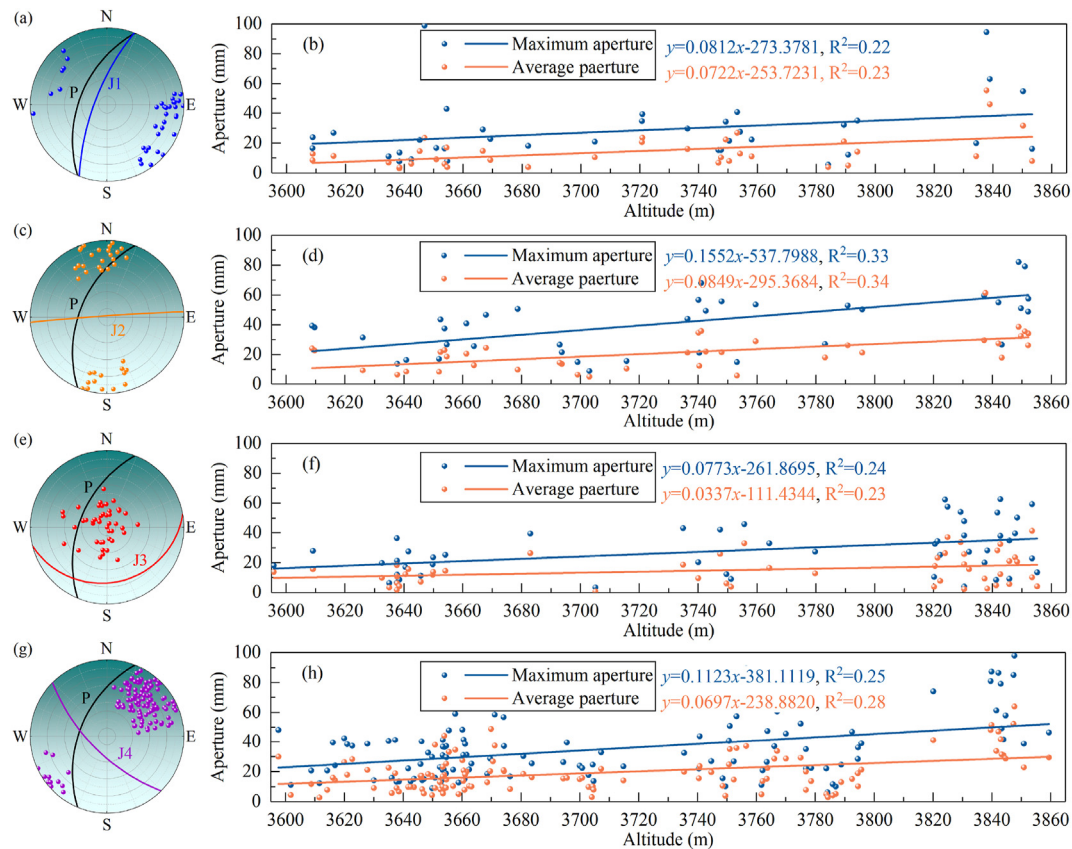 (a)
N
W
E
S
P
J1
(b)
Aperture (mm)
100
80
60
40
20
0
Maximum aperture
Average paerture
y=0.0812x-273.3781, R²=0.22
y=0.0722x-253.7231, R²=0.23
3600 3620 3640 3660 3680 3700 3720 3740 3760 3780 3800 3820 3840 3860
Altitude (m)
(c)
N
W
E
S
P
J2
(d)
Aperture (mm)
100
80
60
40
20
0
Maximum aperture
Average paerture
y=0.1552x-537.7988, R²=0.33
y=0.0849x-295.3684, R²=0.34
3600 3620 3640 3660 3680 3700 3720 3740 3760 3780 3800 3820 3840 3860
Altitude (m)
(e)
N
W
E
S
P
J3
(f)
Aperture (mm)
100
80
60
40
20
0
Maximum aperture
Average paerture
y=0.0773x-261.8695, R²=0.24
y=0.0337x-111.4344, R²=0.23
3600 3620 3640 3660 3680 3700 3720 3740 3760 3780 3800 3820 3840 3860
Altitude (m)
(g)
N
W
E
S
P
J4
(h)
Aperture (mm)
100
80
60
40
20
0
Maximum aperture
Average paerture
y=0.1123x-381.1119, R²=0.25
y=0.0697x-238.8820, R²=0.28
3600 3620 3640 3660 3680 3700 3720 3740 3760 3780 3800 3820 3840 3860
Altitude (m)